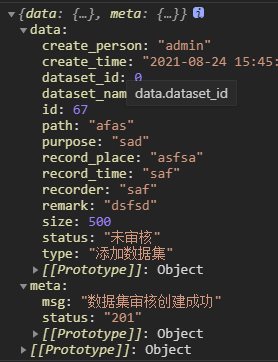 {data: {…}, meta: {…}} i
data:
create_person: "admin"
create_time: "2021-08-24 15:45:
dataset_id: 0
dataset_nam
data.dataset_id
id: 67
path: "afas"
purpose: "sad"
record_place: "asfsa"
record_time: "saf"
recorder: "saf"
remark: "dsfsd"
size: 500
status: "未审核"
type: "添加数据集"
[[Prototype]]: Object
meta:
msg: "数据集审核创建成功"
status: "201"
[[Prototype]]: Object
[[Prototype]]: Object